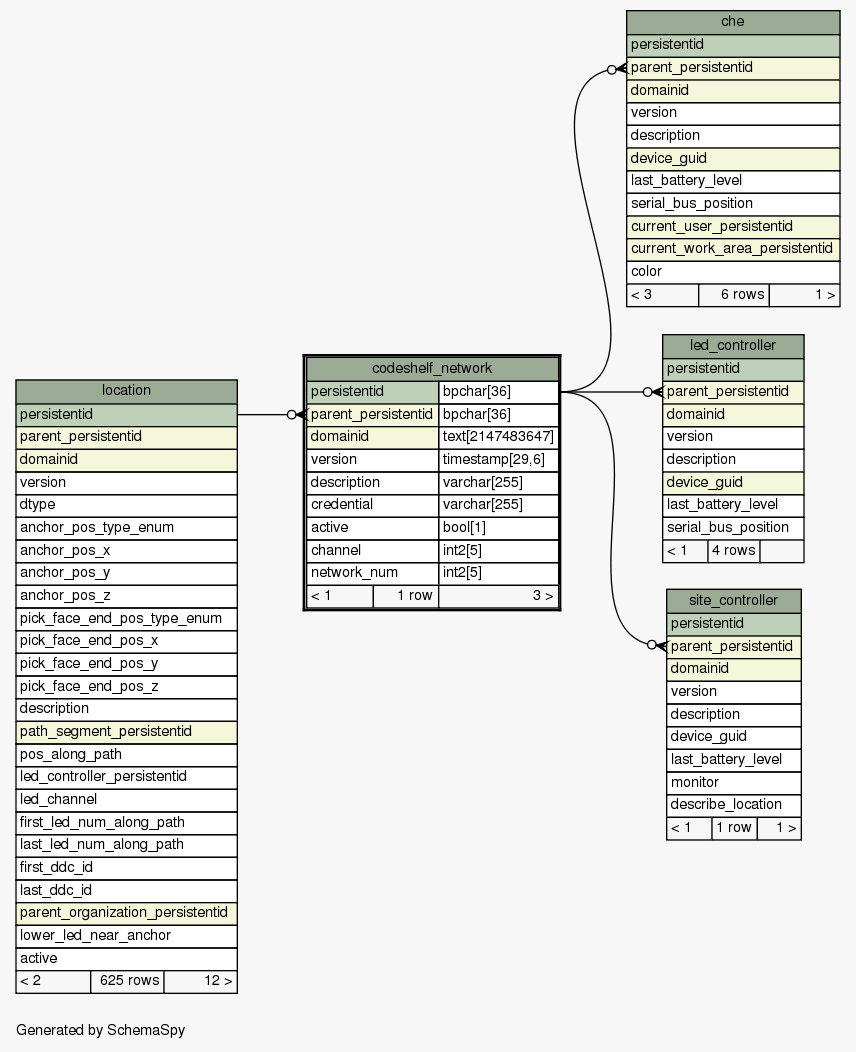 che
persistentid
parent_persistentid
domainid
version
description
device_guid
last_battery_level
serial_bus_position
current_user_persistentid
current_work_area_persistentid
color
< 3 6 rows 1 >
led_controller
persistentid
parent_persistentid
domainid
version
description
device_guid
last_battery_level
serial_bus_position
< 1 4 rows
codeshelf_network
persistentid bpchar[36]
parent_persistentid bpchar[36]
domainid text[2147483647]
version timestamp[29,6]
description varchar[255]
credential varchar[255]
active bool[1]
channel int2[5]
network_num int2[5]
< 1 1 row 3 >
location
persistentid
parent_persistentid
domainid
version
dtype
anchor_pos_type_enum
anchor_pos_x
anchor_pos_y
anchor_pos_z
pick_face_end_pos_type_enum
pick_face_end_pos_x
pick_face_end_pos_y
pick_face_end_pos_z
description
path_segment_persistentid
pos_along_path
led_controller_persistentid
led_channel
first_led_num_along_path
last_led_num_along_path
first_ddc_id
last_ddc_id
parent_organization_persistentid
lower_led_near_anchor
active
< 2 625 rows 12 >
site_controller
persistentid
parent_persistentid
domainid
version
description
device_guid
last_battery_level
monitor
describe_location
< 1 1 row 1 >
Generated by SchemaSpy